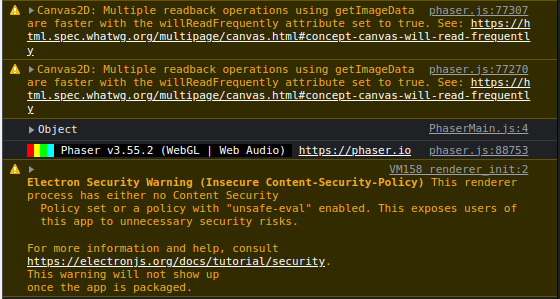 Canvas2D: Multiple readback operations using getImageData phaser.js:77307
are faster with the willReadFrequently attribute set to true. See: https://h
tml.spec.whatwg.org/multipage/canvas.html#concept-canvas-will-read-frequentl
y
Canvas2D: Multiple readback operations using getImageData phaser.js:77270
are faster with the willReadFrequently attribute set to true. See: https://h
tml.spec.whatwg.org/multipage/canvas.html#concept-canvas-will-read-frequentl
y
Object PhaserMain.js:4
Phaser v3.55.2 (WebGL | Web Audio) https://phaser.io phaser.js:88753
VM158 renderer_init:2
Electron Security Warning (Insecure Content-Security-Policy) This renderer
process has either no Content Security
Policy set or a policy with "unsafe-eval" enabled. This exposes users of
this app to unnecessary security risks.
For more information and help, consult
https://electronjs.org/docs/tutorial/security.
This warning will not show up
once the app is packaged.